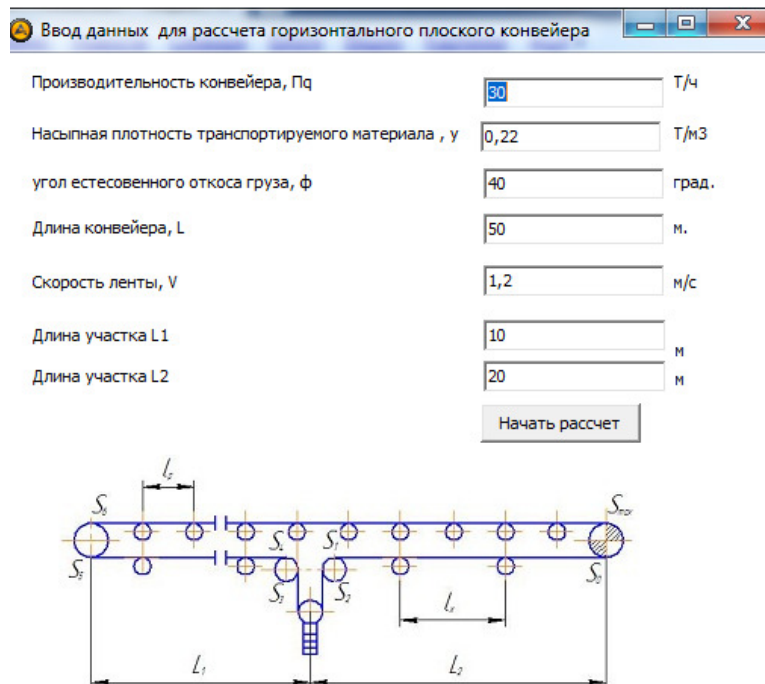 Ввод данных для рассчета горизонтального плоского конвейера
Производительность конвейера, Пq 30 Т/ч
Насыпная плотность транспортируемого материала , y 0,22 Т/м3
угол естесовенного откоса груза, ф 40 град.
Длина конвейера, L 50 м.
Скорость ленты, V 1,2 м/с
Длина участка L1 10 м
Длина участка L2 20 м
Начать рассчет
S6 S4 S1
S5 S3 S2 S0
lx
L1 L2